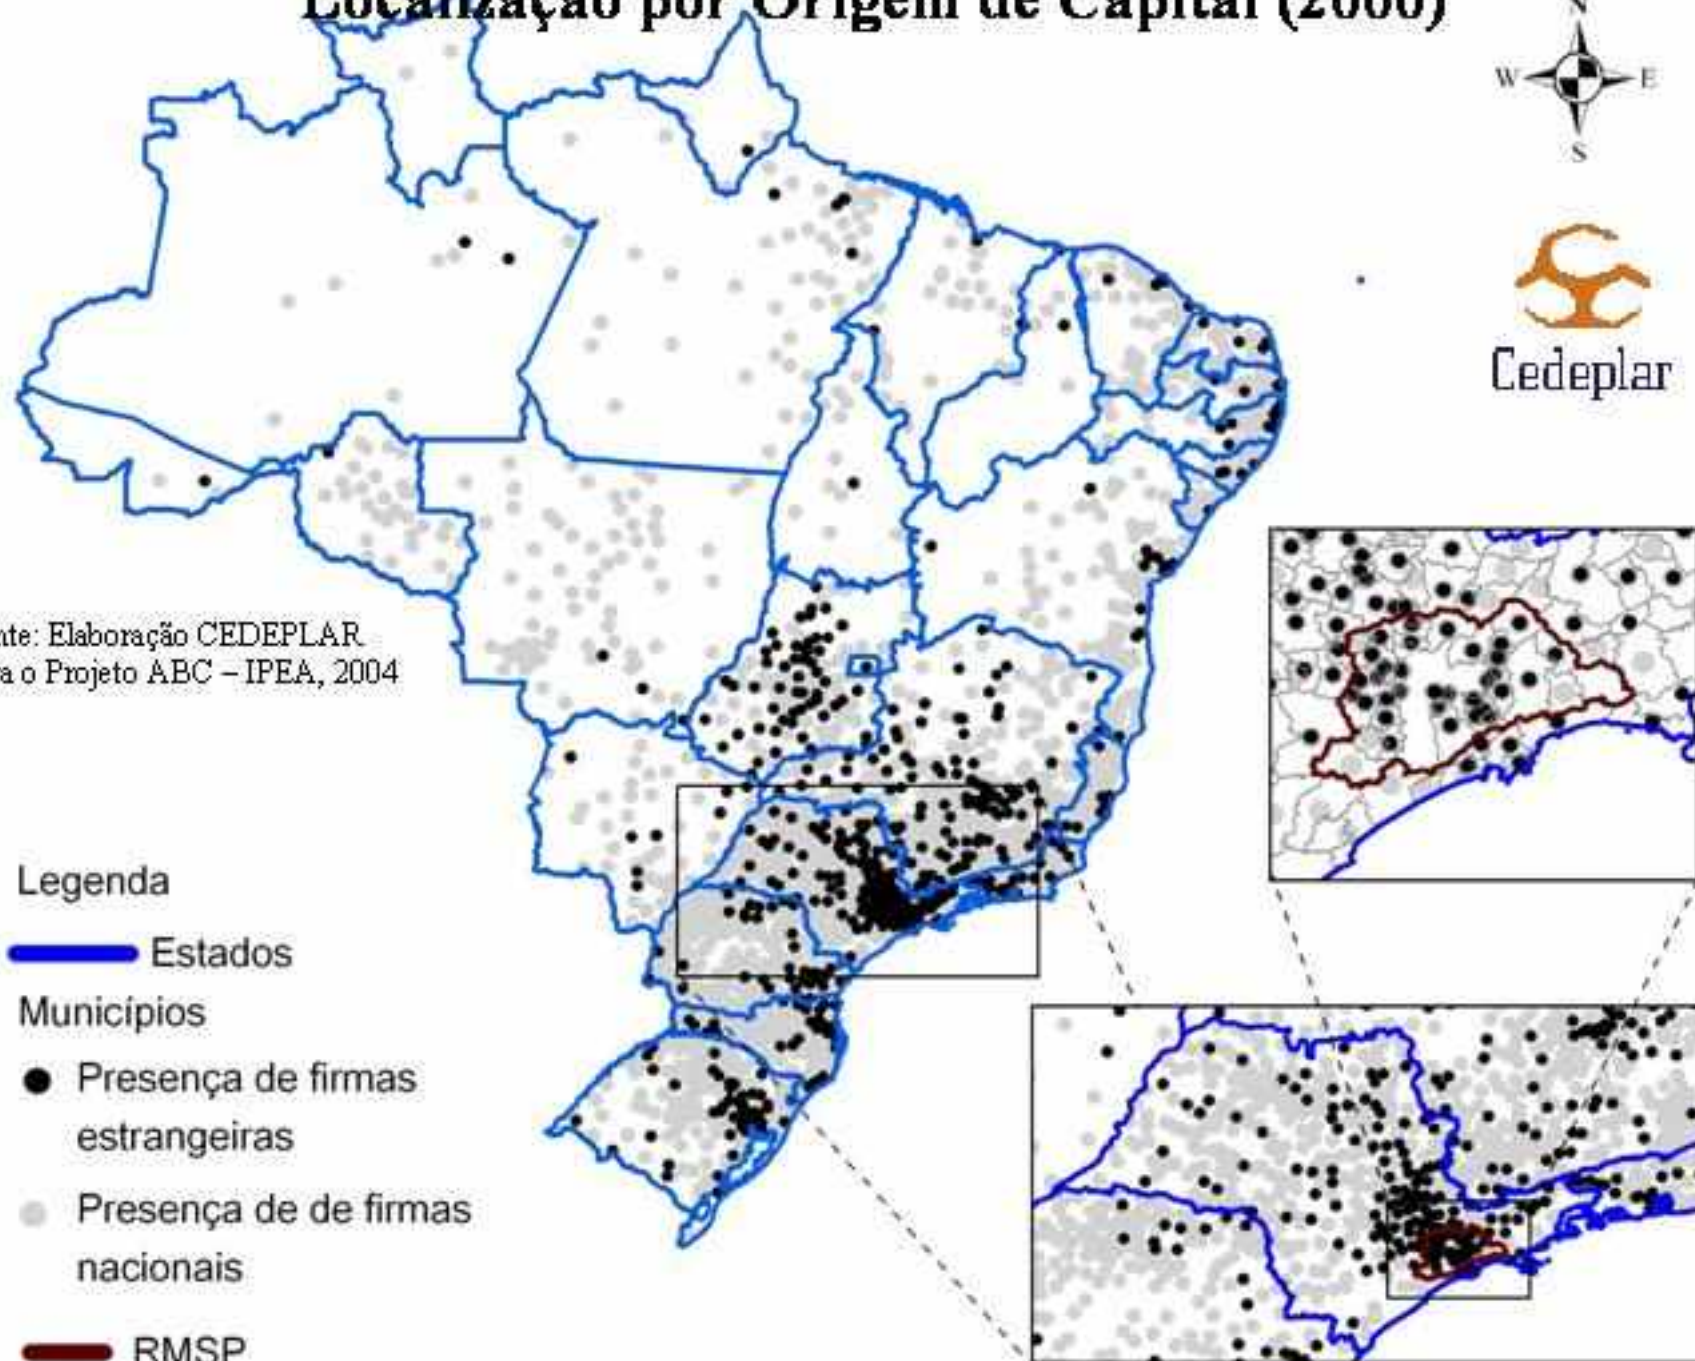 Localização por Origem de Capital (2000)
N
W E
S
Cedeplar
nte: Elaboração CEDEPLAR
a o Projeto ABC – IPEA, 2004
Legenda
Estados
Municípios
Presença de firmas
estrangeiras
Presença de de firmas
nacionais
RMSP